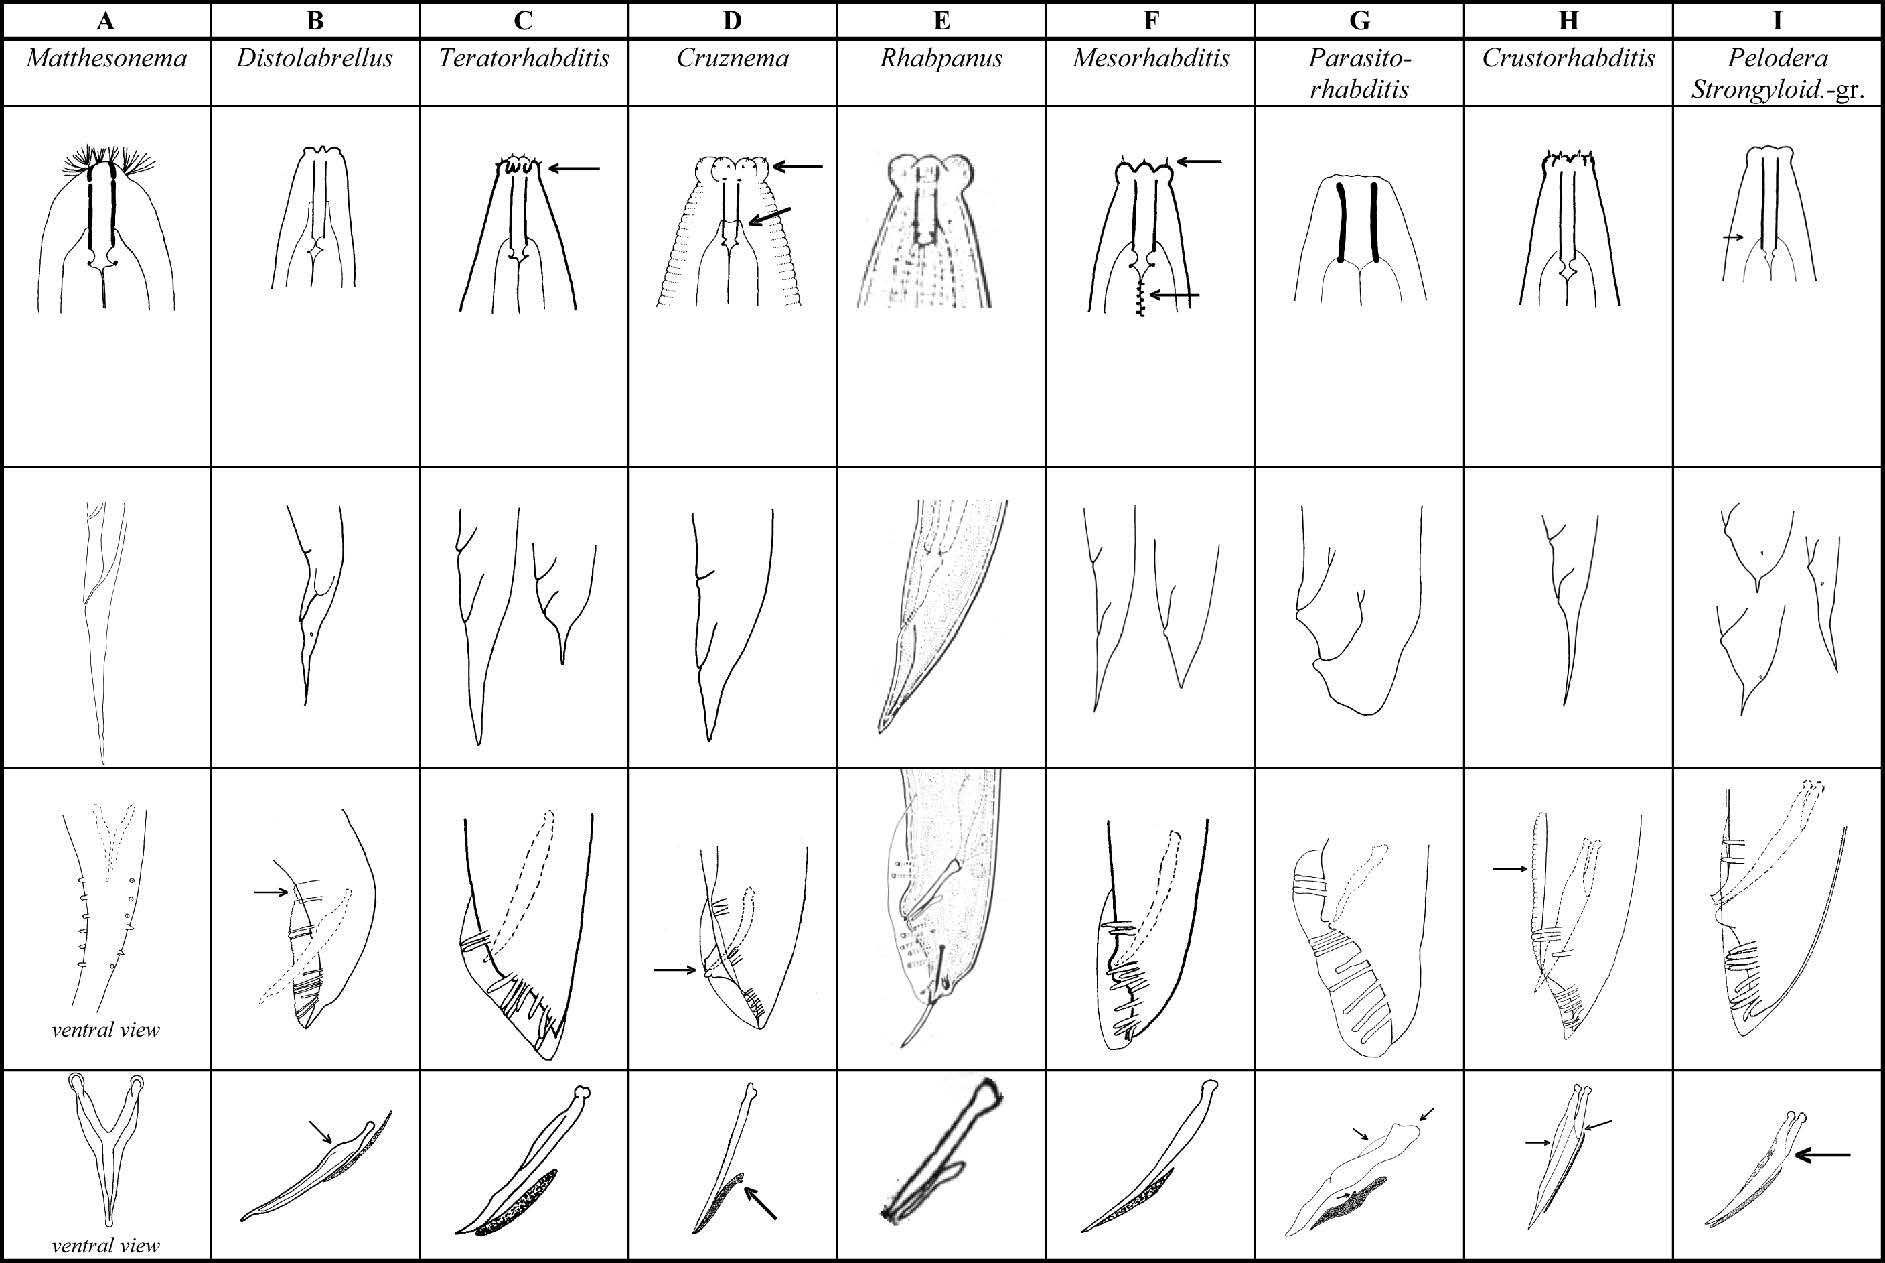 A B C D E F G H I
Matthesonema Distolabrellus Teratorhabditis Cruznema Rhabpanus Mesorhabditis Parasito- Crustorhabditis Pelodera
rhabditis Strongyloid.-gr.
ventral view
ventral view